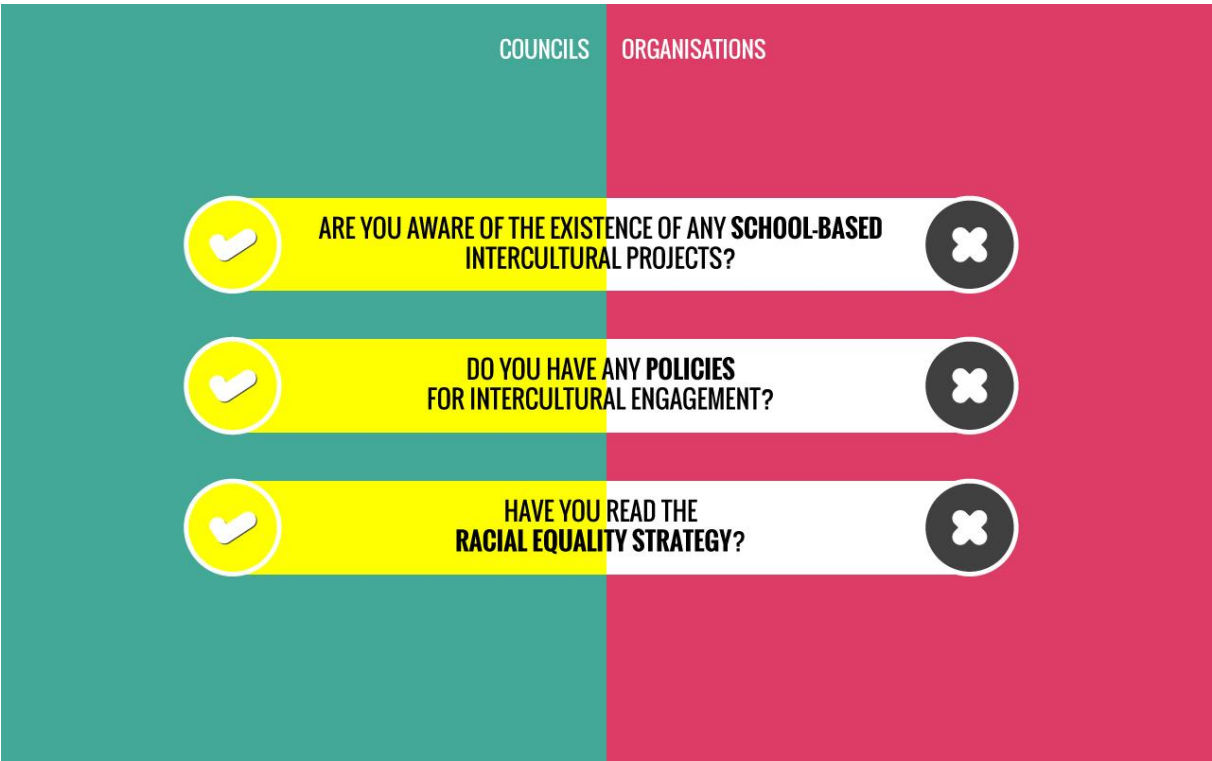 COUNCILS ORGANISATIONS
ARE YOU AWARE OF THE EXISTENCE OF ANY SCHOOL-BASED
INTERCULTURAL PROJECTS?
DO YOU HAVE ANY POLICIES
FOR INTERCULTURAL ENGAGEMENT?
HAVE YOU READ THE
RACIAL EQUALITY STRATEGY?